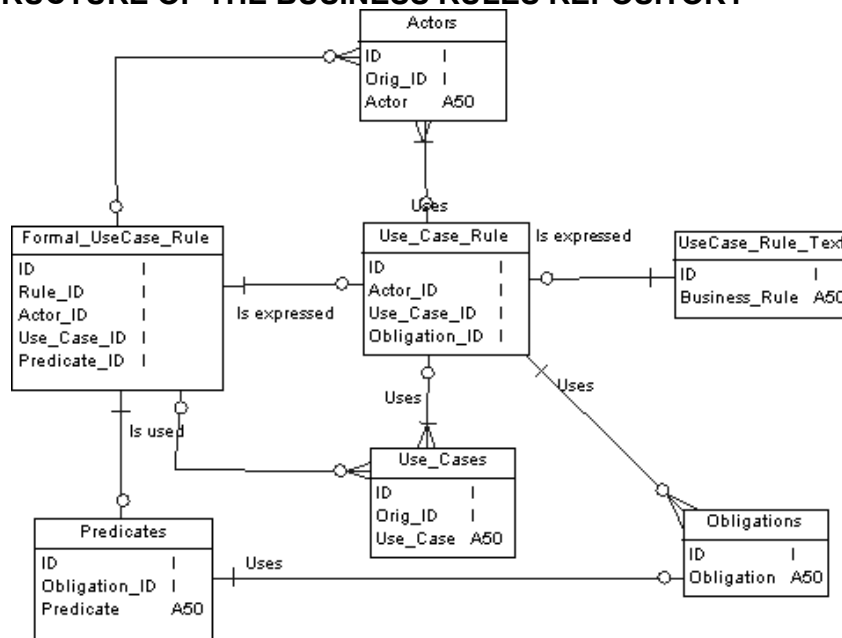 RUCTURE OF THE BUSINESS RULES REPOSITORY
Actors
ID I
Orig_ID I
Actor A50
Uses
Formal_UseCase_Rule
ID I
Rule_ID I
Actor_ID I
Use_Case_ID I
Predicate_ID I
Is expressed
Use_Case_Rule
ID I
Actor_ID I
Use_Case_ID I
Obligation_ID I
Is expressed
UseCase_Rule_Text
ID I
Business_Rule A50
Uses
Uses
Is used
Use_Cases
ID I
Orig_ID I
Use_Case A50
Predicates
ID I
Obligation_ID I
Predicate A50
Uses
Obligations
ID I
Obligation A50